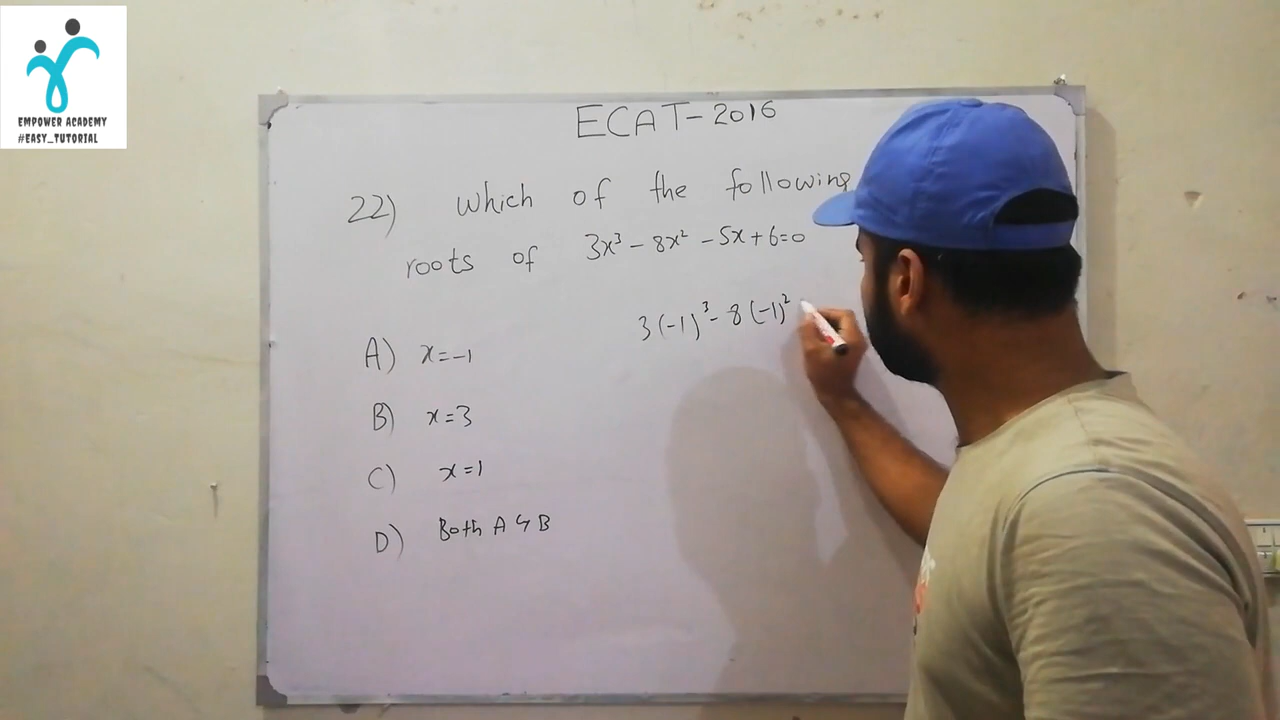 EMPOWER ACADEMY
#EASY_TUTORIAL
ECAT-2016
22) which of the following
roots of 3x³ - 8x² - 5x + 6 = 0
3(-1)³ - 8(-1)²
A) x=-1
B) x=3
C) x=1
D) Both A & B